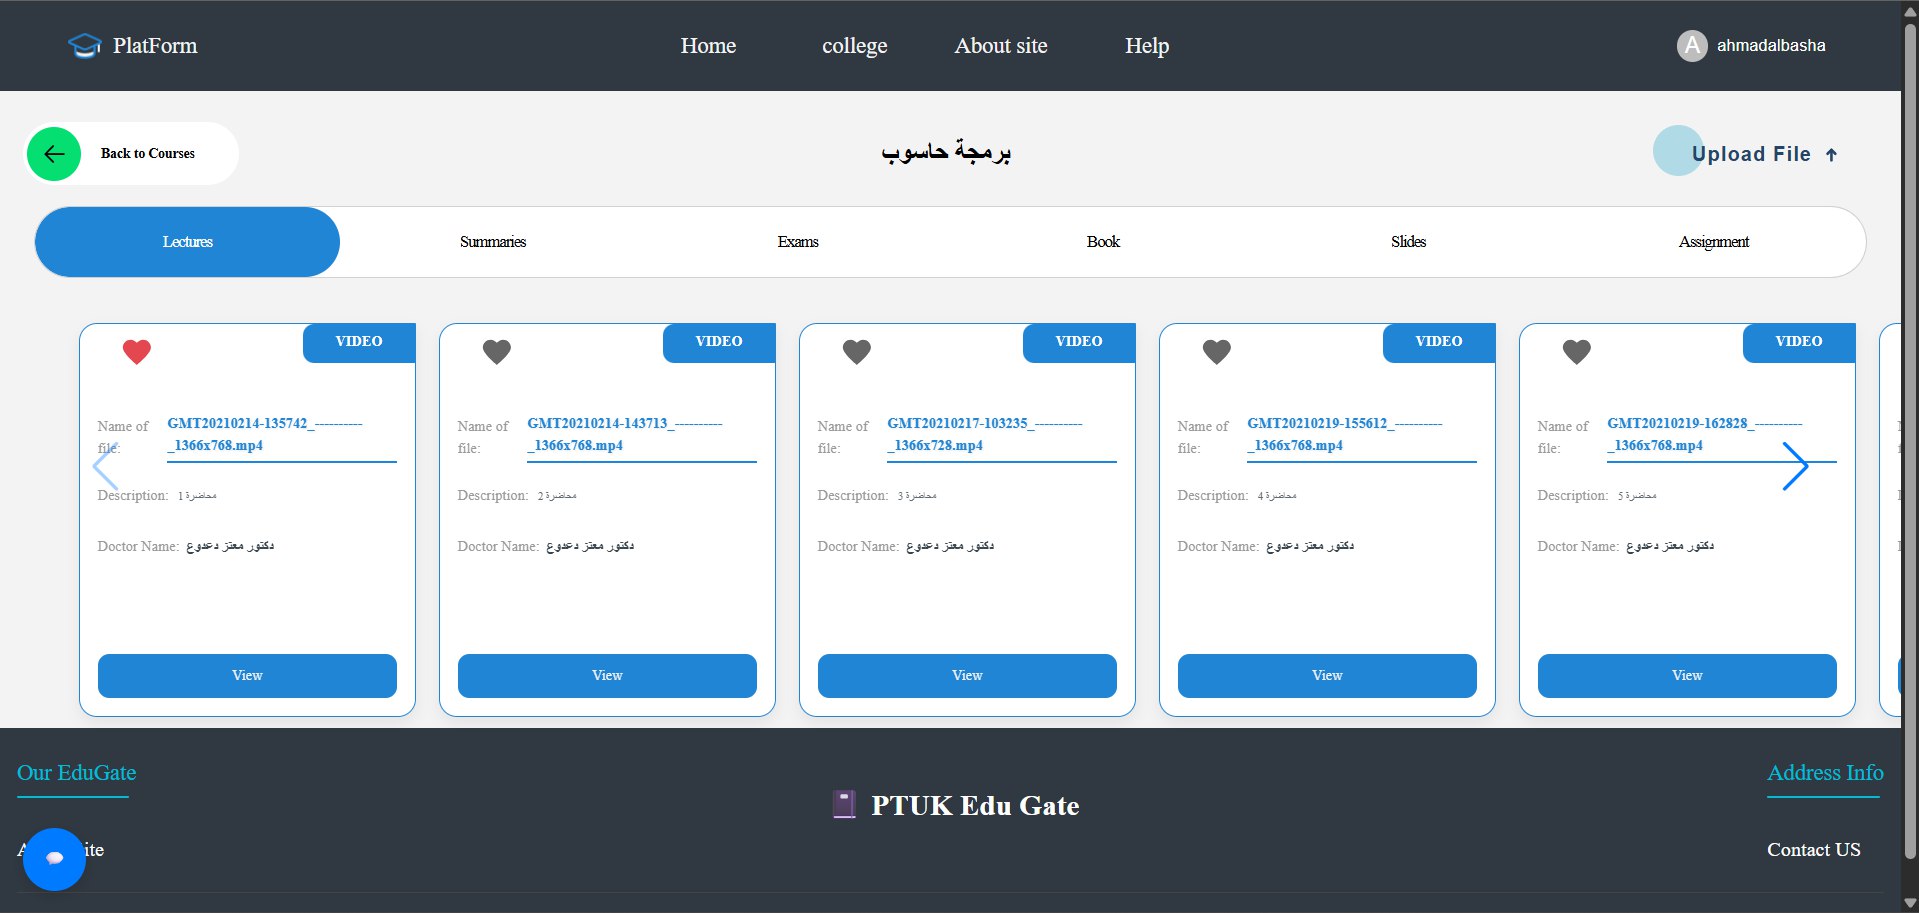 PlatForm
Home
college
About site
Help
A
ahmadalbasha
Back to Courses
برمجة حاسوب
Upload File
Lectures
Summaries
Exams
Book
Slides
Assignment
VIDEO
Name of file:
GMT20210214-135742_----------
_1366x768.mp4
Description: محاضرة 1
Doctor Name: دكتور معتز دعدوع
View
VIDEO
Name of file:
GMT20210214-143713_----------
_1366x768.mp4
Description: محاضرة 2
Doctor Name: دكتور معتز دعدوع
View
VIDEO
Name of file:
GMT20210217-103235_----------
_1366x728.mp4
Description: محاضرة 3
Doctor Name: دكتور معتز دعدوع
View
VIDEO
Name of file:
GMT20210219-155612_----------
_1366x768.mp4
Description: محاضرة 4
Doctor Name: دكتور معتز دعدوع
View
VIDEO
Name of file:
GMT20210219-162828_----------
_1366x768.mp4
Description: محاضرة 5
Doctor Name: دكتور معتز دعدوع
View
Our EduGate
PTUK Edu Gate
Address Info
Contact US